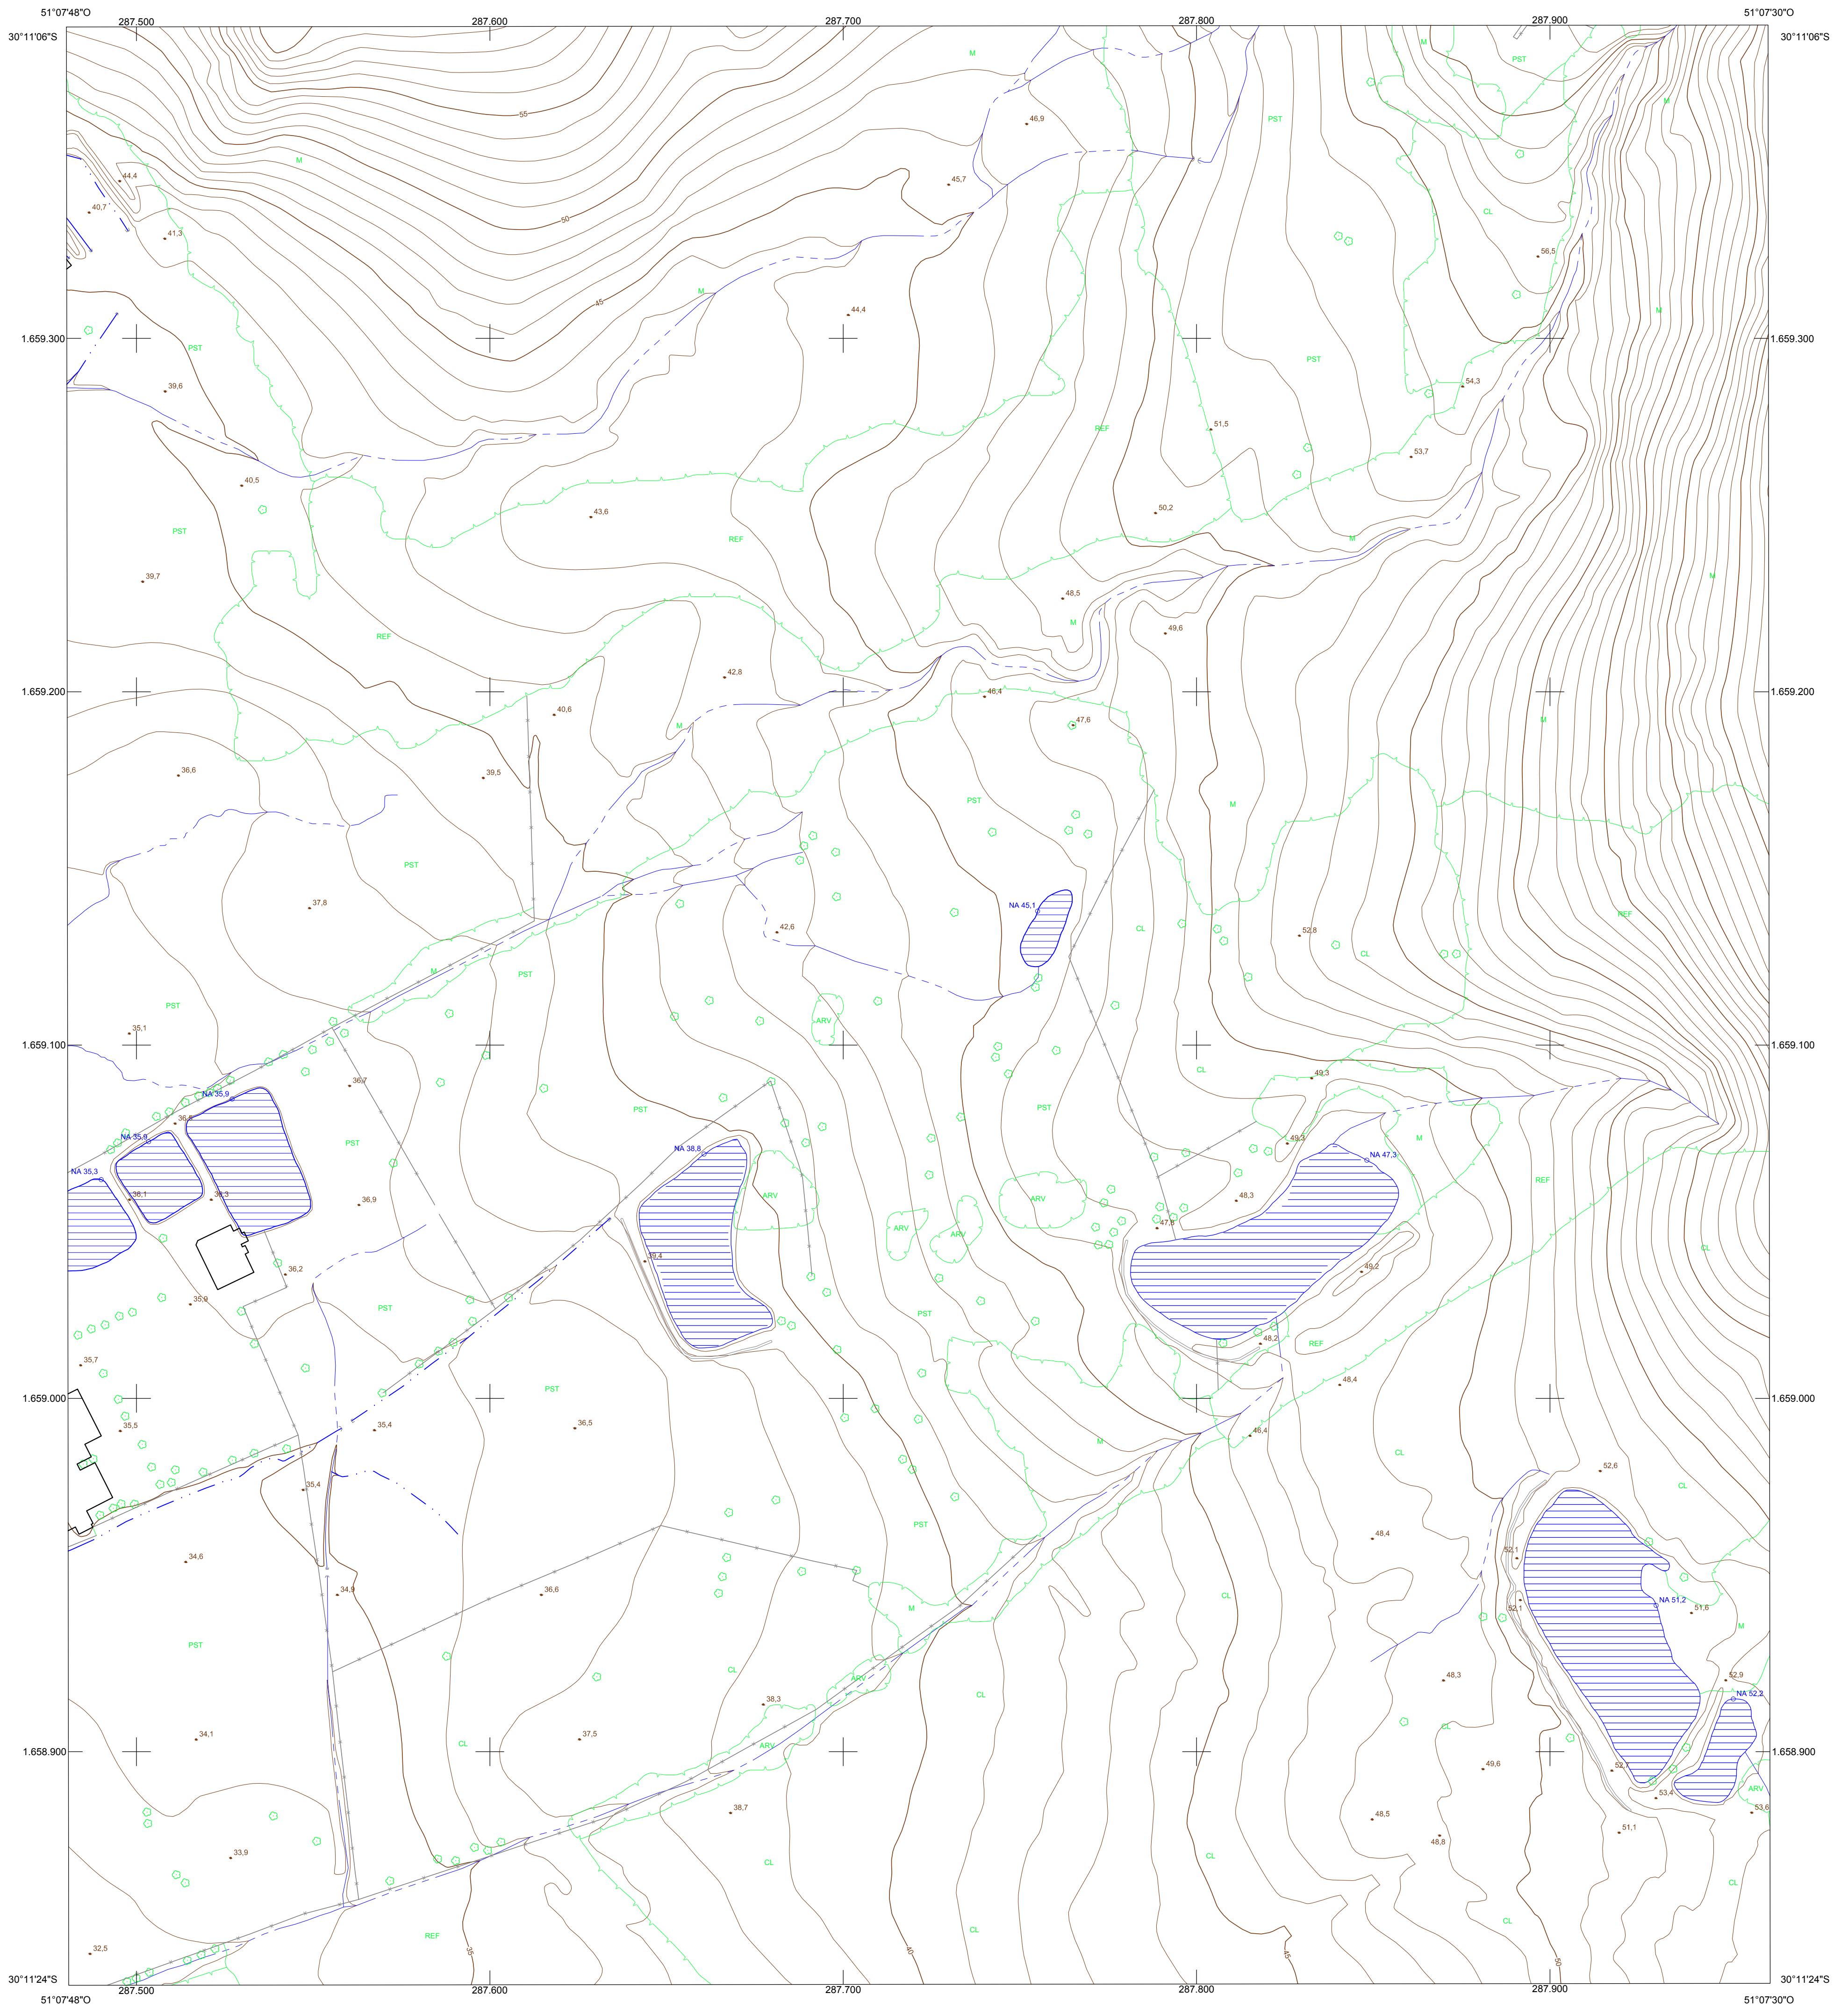 51°07'48"O
287.500
287.600
287.700
287.800
287.900
51°07'30"O
30°11'06"S
30°11'06"S
M
M
PST
46,9
PST
M
55
M
44,4
45,7
40,7
50
CL
41,3
56,5
M
45
44,4
M
1.659.300
1.659.300
PST
PST
39,6
54,3
REF
51,5
53,7
40,5
50,2
43,6
PST
REF
M
39,7
M
48,5
M
49,6
REF
42,8
46,4
1.659.200
1.659.200
40,6
M
47,6
M
36,6
39,5
PST
M
PST
37,8
NA 45,1
REF
42,6
CL
52,8
CL
M
PST
PST
ARV
35,1
1.659.100
1.659.100
CL
49,3
36,7
NA 35,9
PST
PST
36,5
NA 35,9
PST
49,3
M
NA 38,8
NA 47,3
NA 35,3
REF
36,1
36,3
36,9
ARV
ARV
48,3
ARV
ARV
47,8
CL
39,4
49,2
36,2
35,9
PST
PST
48,2
REF
35,7
PST
48,4
1.659.000
1.659.000
35,5
35,4
36,5
46,4
M
CL
52,6
35,4
CL
PST
48,4
34,6
52,1
34,9
36,6
CL
NA 51,2
52,1
51,6
M
M
PST
CL
ARV
48,3
52,9
CL
38,3
NA 52,2
34,1
37,5
CL
CL
ARV
1.658.900
1.658.900
49,6
52,7
ARV
53,4
38,7
48,5
53,6
48,8
51,1
33,9
CL
CL
CL
CL
REF
CL
32,5
35
40
45
50
30°11'24"S
30°11'24"S
287.500
287.600
287.700
287.800
287.900
51°07'48"O
51°07'30"O